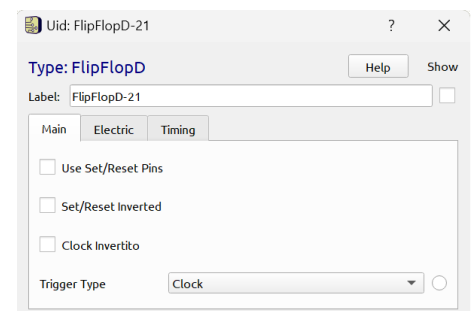 Uid: FlipFlopD-21 ?
Type: FlipFlopD Help Show
Label: FlipFlopD-21
Main Electric Timing
Use Set/Reset Pins
Set/Reset Inverted
Clock Invertito
Trigger Type Clock